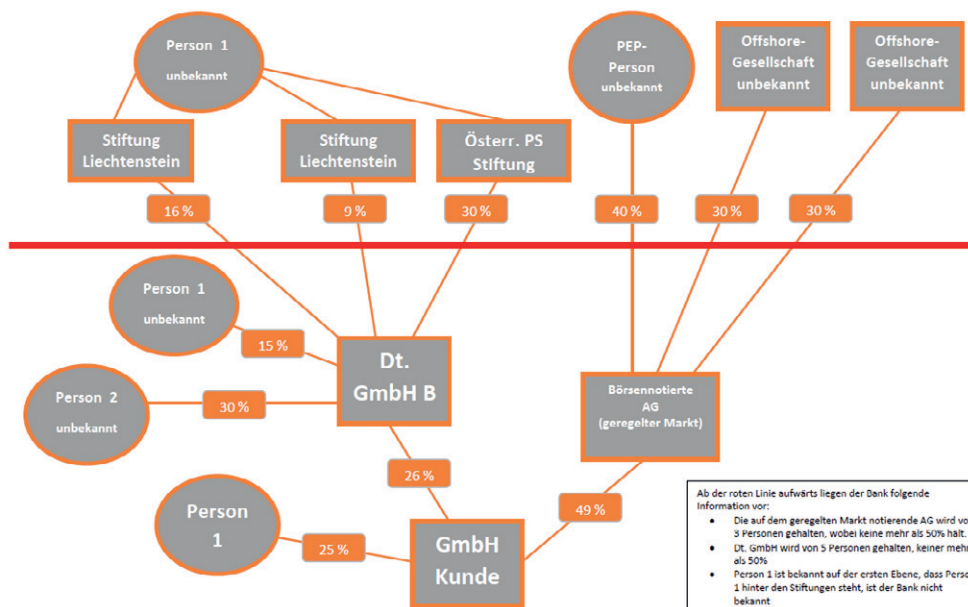 Person 1
unbekannt
PEP-
Person
unbekannt
Offshore-
Gesellschaft
unbekannt
Offshore-
Gesellschaft
unbekannt
Stiftung
Liechtenstein
Stiftung
Liechtenstein
Österr. PS
Stiftung
16 %
9 %
30 %
40 %
30 %
30 %
Person 1
unbekannt
15 %
Dt.
GmbH B
Person 2
unbekannt
30 %
Börsennotierte
AG
(geregelter Markt)
26 %
49 %
Person
1
25 %
GmbH
Kunde
Ab der roten Linie aufwärts liegen der Bank folgende
Information vor:
• Die auf dem geregelten Markt notierende AG wird
3 Personen gehalten, wobei keine mehr als 50% hält.
• Dt. GmbH wird von 5 Personen gehalten, keiner mehr
als 50%
• Person 1 ist bekannt auf der ersten Ebene, dass
1 hinter den Stiftungen steht, ist der Bank nicht
bekannt